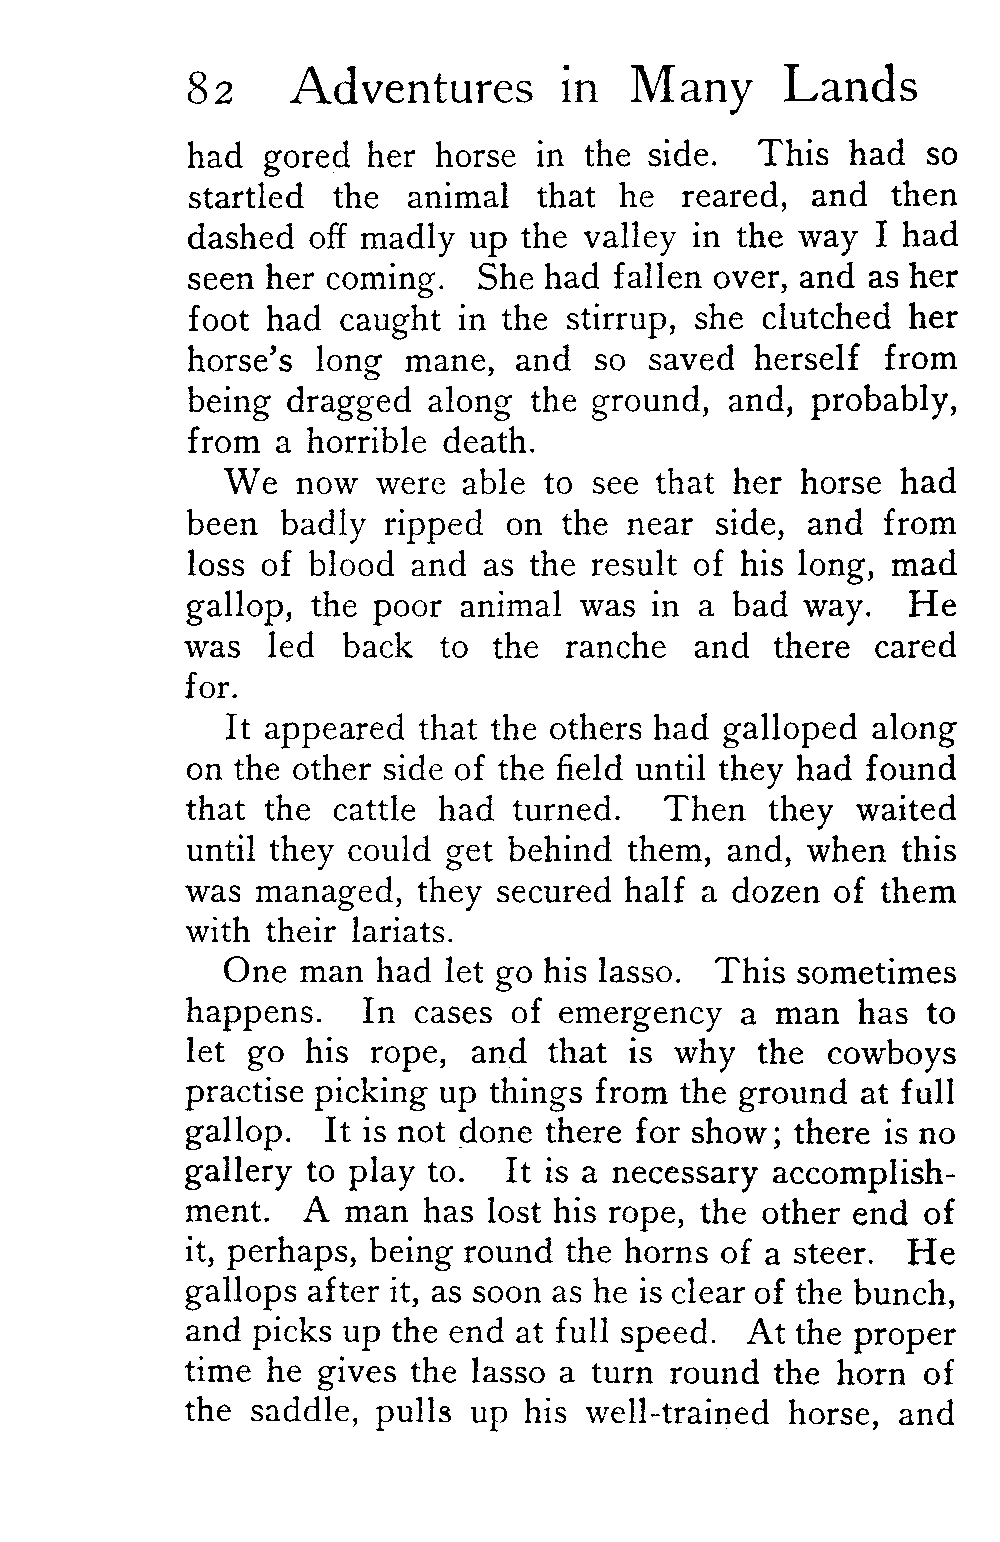 82 Adventures in Many Lands
had gored her horse in the side. This had so
startled the animal that he reared, and then
dashed off madly up the valley in the way I had
seen her coming. She had fallen over, and as her
foot had caught in the stirrup, she clutched her
horse's long mane, and so saved herself from
being dragged along the ground, and, probably,
from a horrible death.
We now were able to see that her horse had
been badly ripped on the near side, and from
loss of blood and as the result of his long, mad
gallop, the poor animal was in a bad way. He
was led back to the ranche and there cared
for.
It appeared that the others had galloped along
on the other side of the field until they had found
that the cattle had turned. Then they waited
until they could get behind them, and, when this
was managed, they secured half a dozen of them
with their lariats.
One man had let go his lasso. This sometimes
happens. In cases of emergency a man has to
let go his rope, and that is why the cowboys
practise picking up things from the ground at full
gallop. It is not done there for show; there is no
gallery to play to. It is a necessary accomplish-
ment. A man has lost his rope, the other end of
it, perhaps, being round the horns of a steer. He
gallops after it, as soon as he is clear of the bunch,
and picks up the end at full speed. At the proper
time he gives the lasso a turn round the horn of
the saddle, pulls up his well-trained horse, and